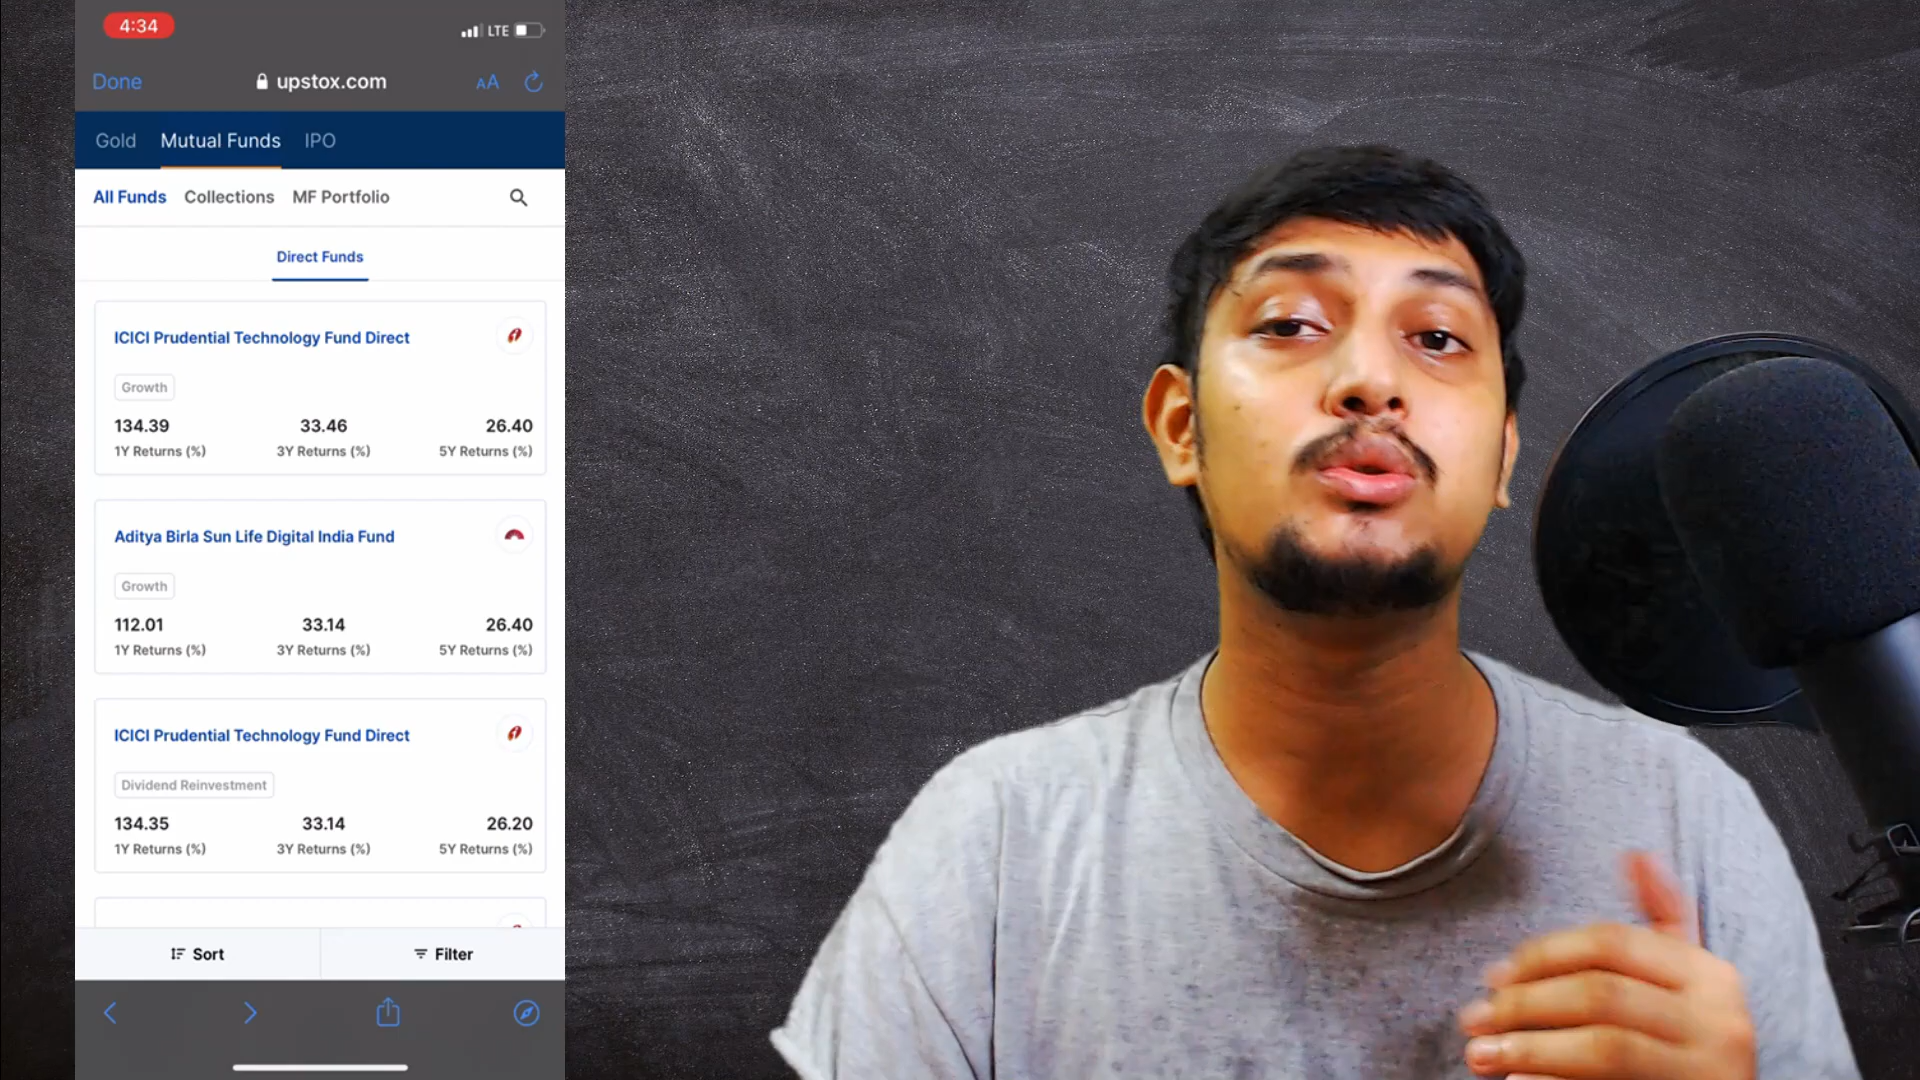 4:34
LTE
Done
upstox.com
AA
Gold Mutual Funds IPO
All Funds Collections MF Portfolio
Direct Funds
ICICI Prudential Technology Fund Direct
Growth
134.39 33.46 26.40
1Y Returns (%) 3Y Returns (%) 5Y Returns (%)
Aditya Birla Sun Life Digital India Fund
Growth
112.01 33.14 26.40
1Y Returns (%) 3Y Returns (%) 5Y Returns (%)
ICICI Prudential Technology Fund Direct
Dividend Reinvestment
134.35 33.14 26.20
1Y Returns (%) 3Y Returns (%) 5Y Returns (%)
Sort Filter